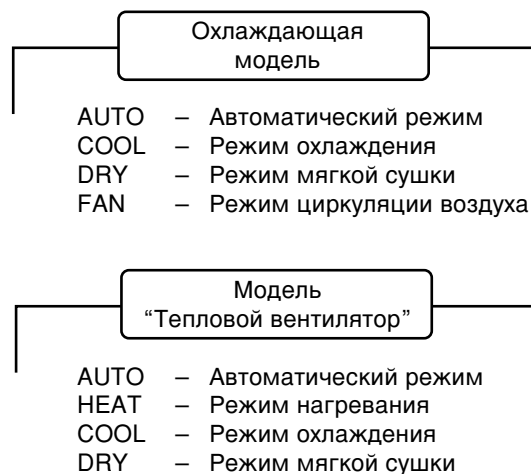 Охлаждающая
модель
AUTO – Автоматический режим
COOL – Режим охлаждения
DRY – Режим мягкой сушки
FAN – Режим циркуляции воздуха
Модель
“Тепловой вентилятор”
AUTO – Автоматический режим
HEAT – Режим нагревания
COOL – Режим охлаждения
DRY – Режим мягкой сушки